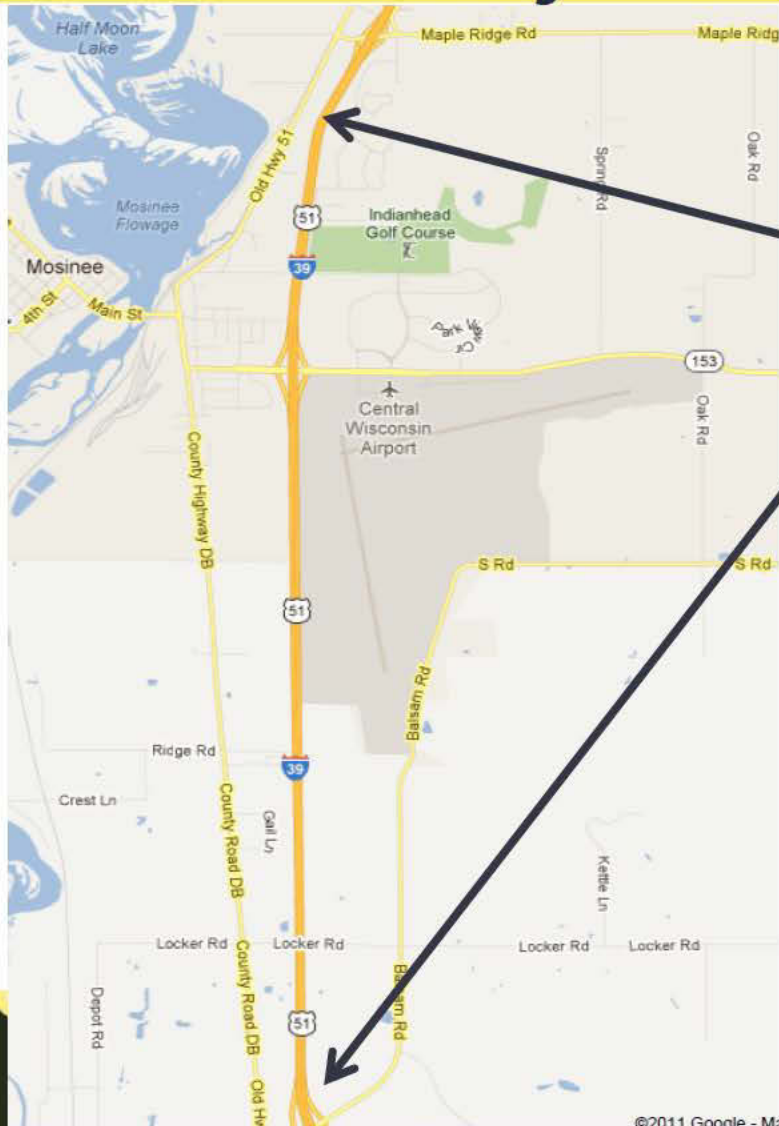 Half Moon
Lake
Maple Ridge Rd
Maple Ridg
Old Hwy 51
Spring Rd
Oak Rd
Mosinee
Flowage
51
Indianhead
Golf Course
Mosinee
39
4th St
Main St
Park View
Cir
153
Central
Wisconsin
Airport
Oak Rd
County Highway DB
S Rd
S Rd
51
Balsam Rd
Ridge Rd
39
Crest Ln
County Road DB
Gail Ln
Kettle Ln
Locker Rd
Locker Rd
Locker Rd
Locker Rd
County Road DB
Balsam Rd
Depot Rd
51
Old Hw
©2011 Google - Ma